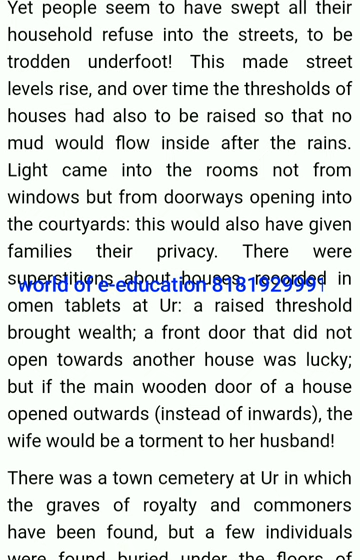 Yet people seem to have swept all their
household refuse into the streets, to be
trodden underfoot! This made street
levels rise, and over time the thresholds of
houses had also to be raised so that no
mud would flow inside after the rains.
Light came into the rooms not from
windows but from doorways opening into
the courtyards: this would also have given
families their privacy. There were
superstitions about houses, recorded in
world of e-education 8181929991
omen tablets at Ur: a raised threshold
brought wealth; a front door that did not
open towards another house was lucky;
but if the main wooden door of a house
opened outwards (instead of inwards), the
wife would be a torment to her husband!
There was a town cemetery at Ur in which
the graves of royalty and commoners
have been found, but a few individuals
were found buried under the floors of